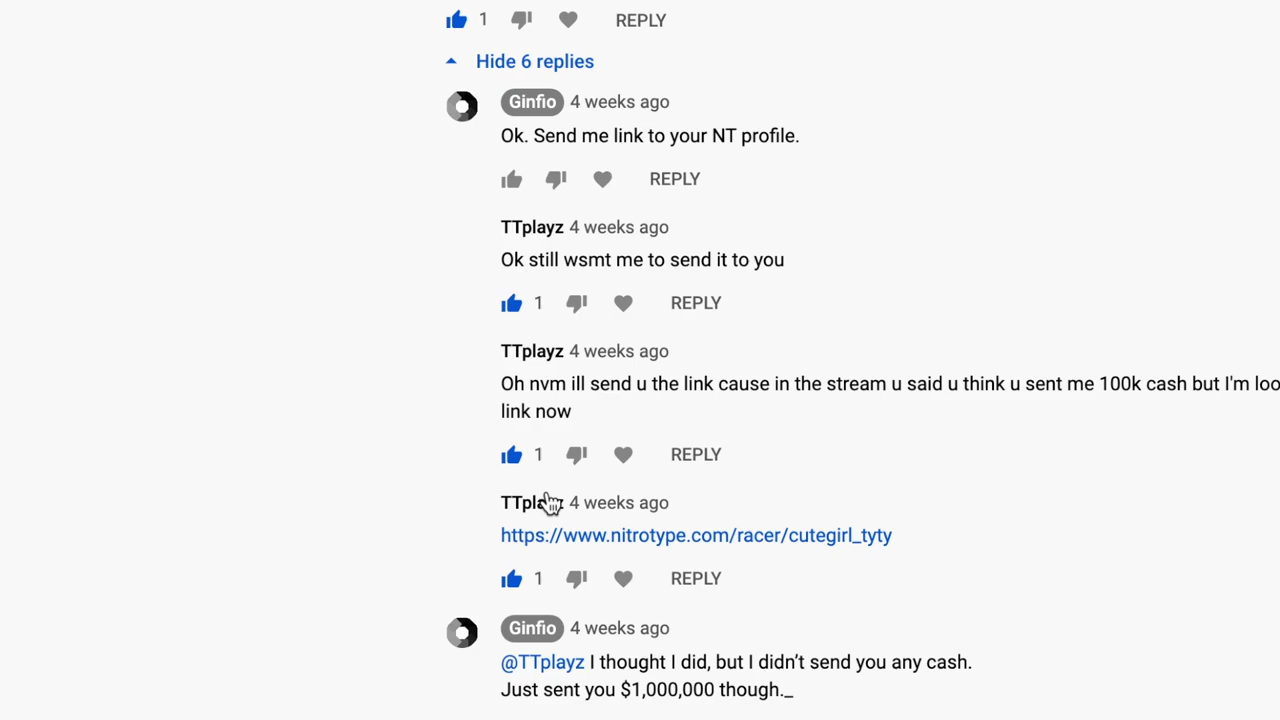 1 REPLY
Hide 6 replies
Ginfio 4 weeks ago
Ok. Send me link to your NT profile.
REPLY
TTplayz 4 weeks ago
Ok still wsmt me to send it to you
1 REPLY
TTplayz 4 weeks ago
Oh nvm ill send u the link cause in the stream u said u think u sent me 100k cash but I'm
link now
1 REPLY
4 weeks ago
https://www.nitrotype.com/racer/cutegirl_tyty
1 REPLY
Ginfio 4 weeks ago
@TTplayz I thought I did, but I didn’t send you any cash.
Just sent you $1,000,000 though._